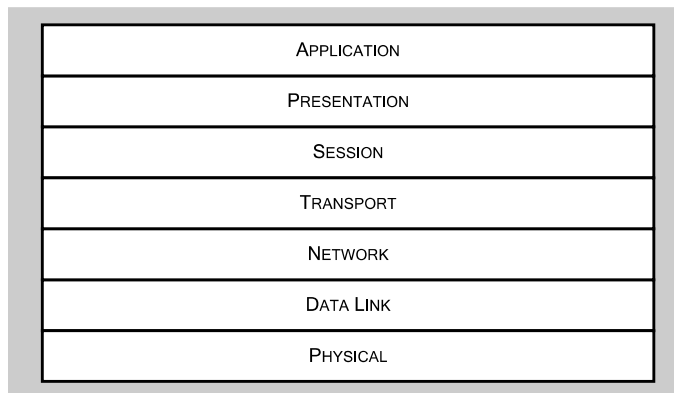 APPLICATION
PRESENTATION
SESSION
TRANSPORT
NETWORK
DATA LINK
PHYSICAL